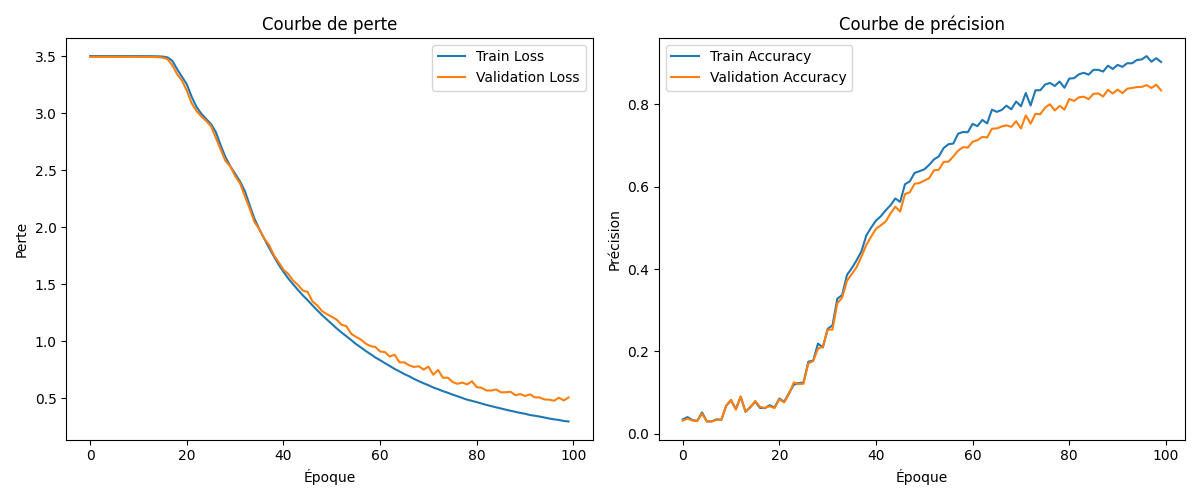 Courbe de perte
Train Loss
Validation Loss
3.5
3.0
2.5
2.0
1.5
1.0
0.5
Perte
0
20
40
60
80
100
Époque
Courbe de précision
Train Accuracy
Validation Accuracy
0.8
0.6
0.4
0.2
0.0
Précision
0
20
40
60
80
100
Époque